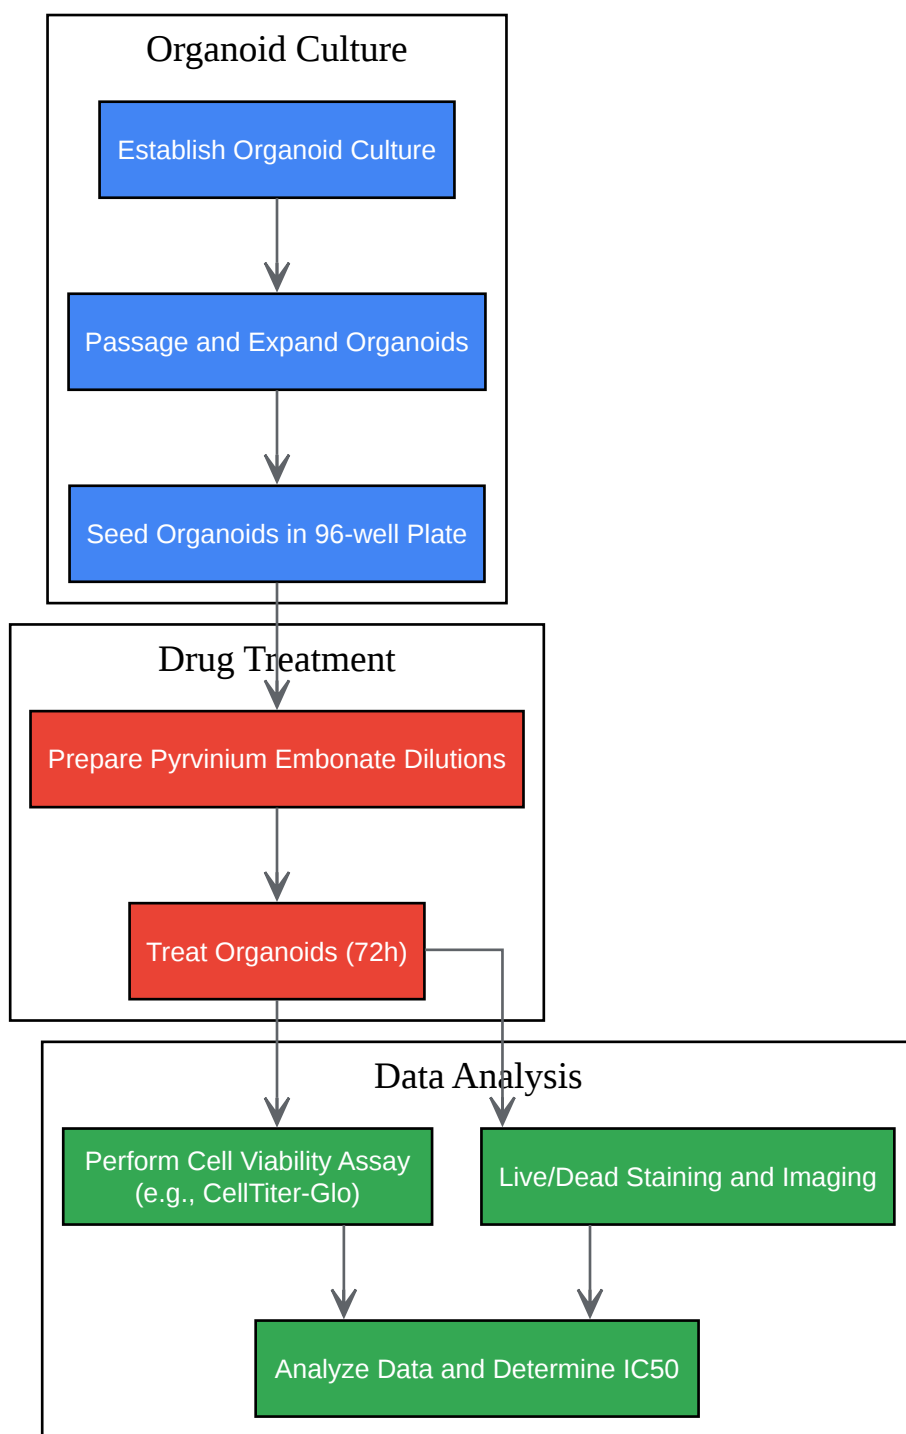 Organoid Culture
Establish Organoid Culture
Passage and Expand Organoids
Seed Organoids in 96-well Plate
Drug Treatment
Prepare Pyrvinium Embonate Dilutions
Treat Organoids (72h)
Data Analysis
Perform Cell Viability Assay
(e.g., CellTiter-Glo)
Live/Dead Staining and Imaging
Analyze Data and Determine IC50